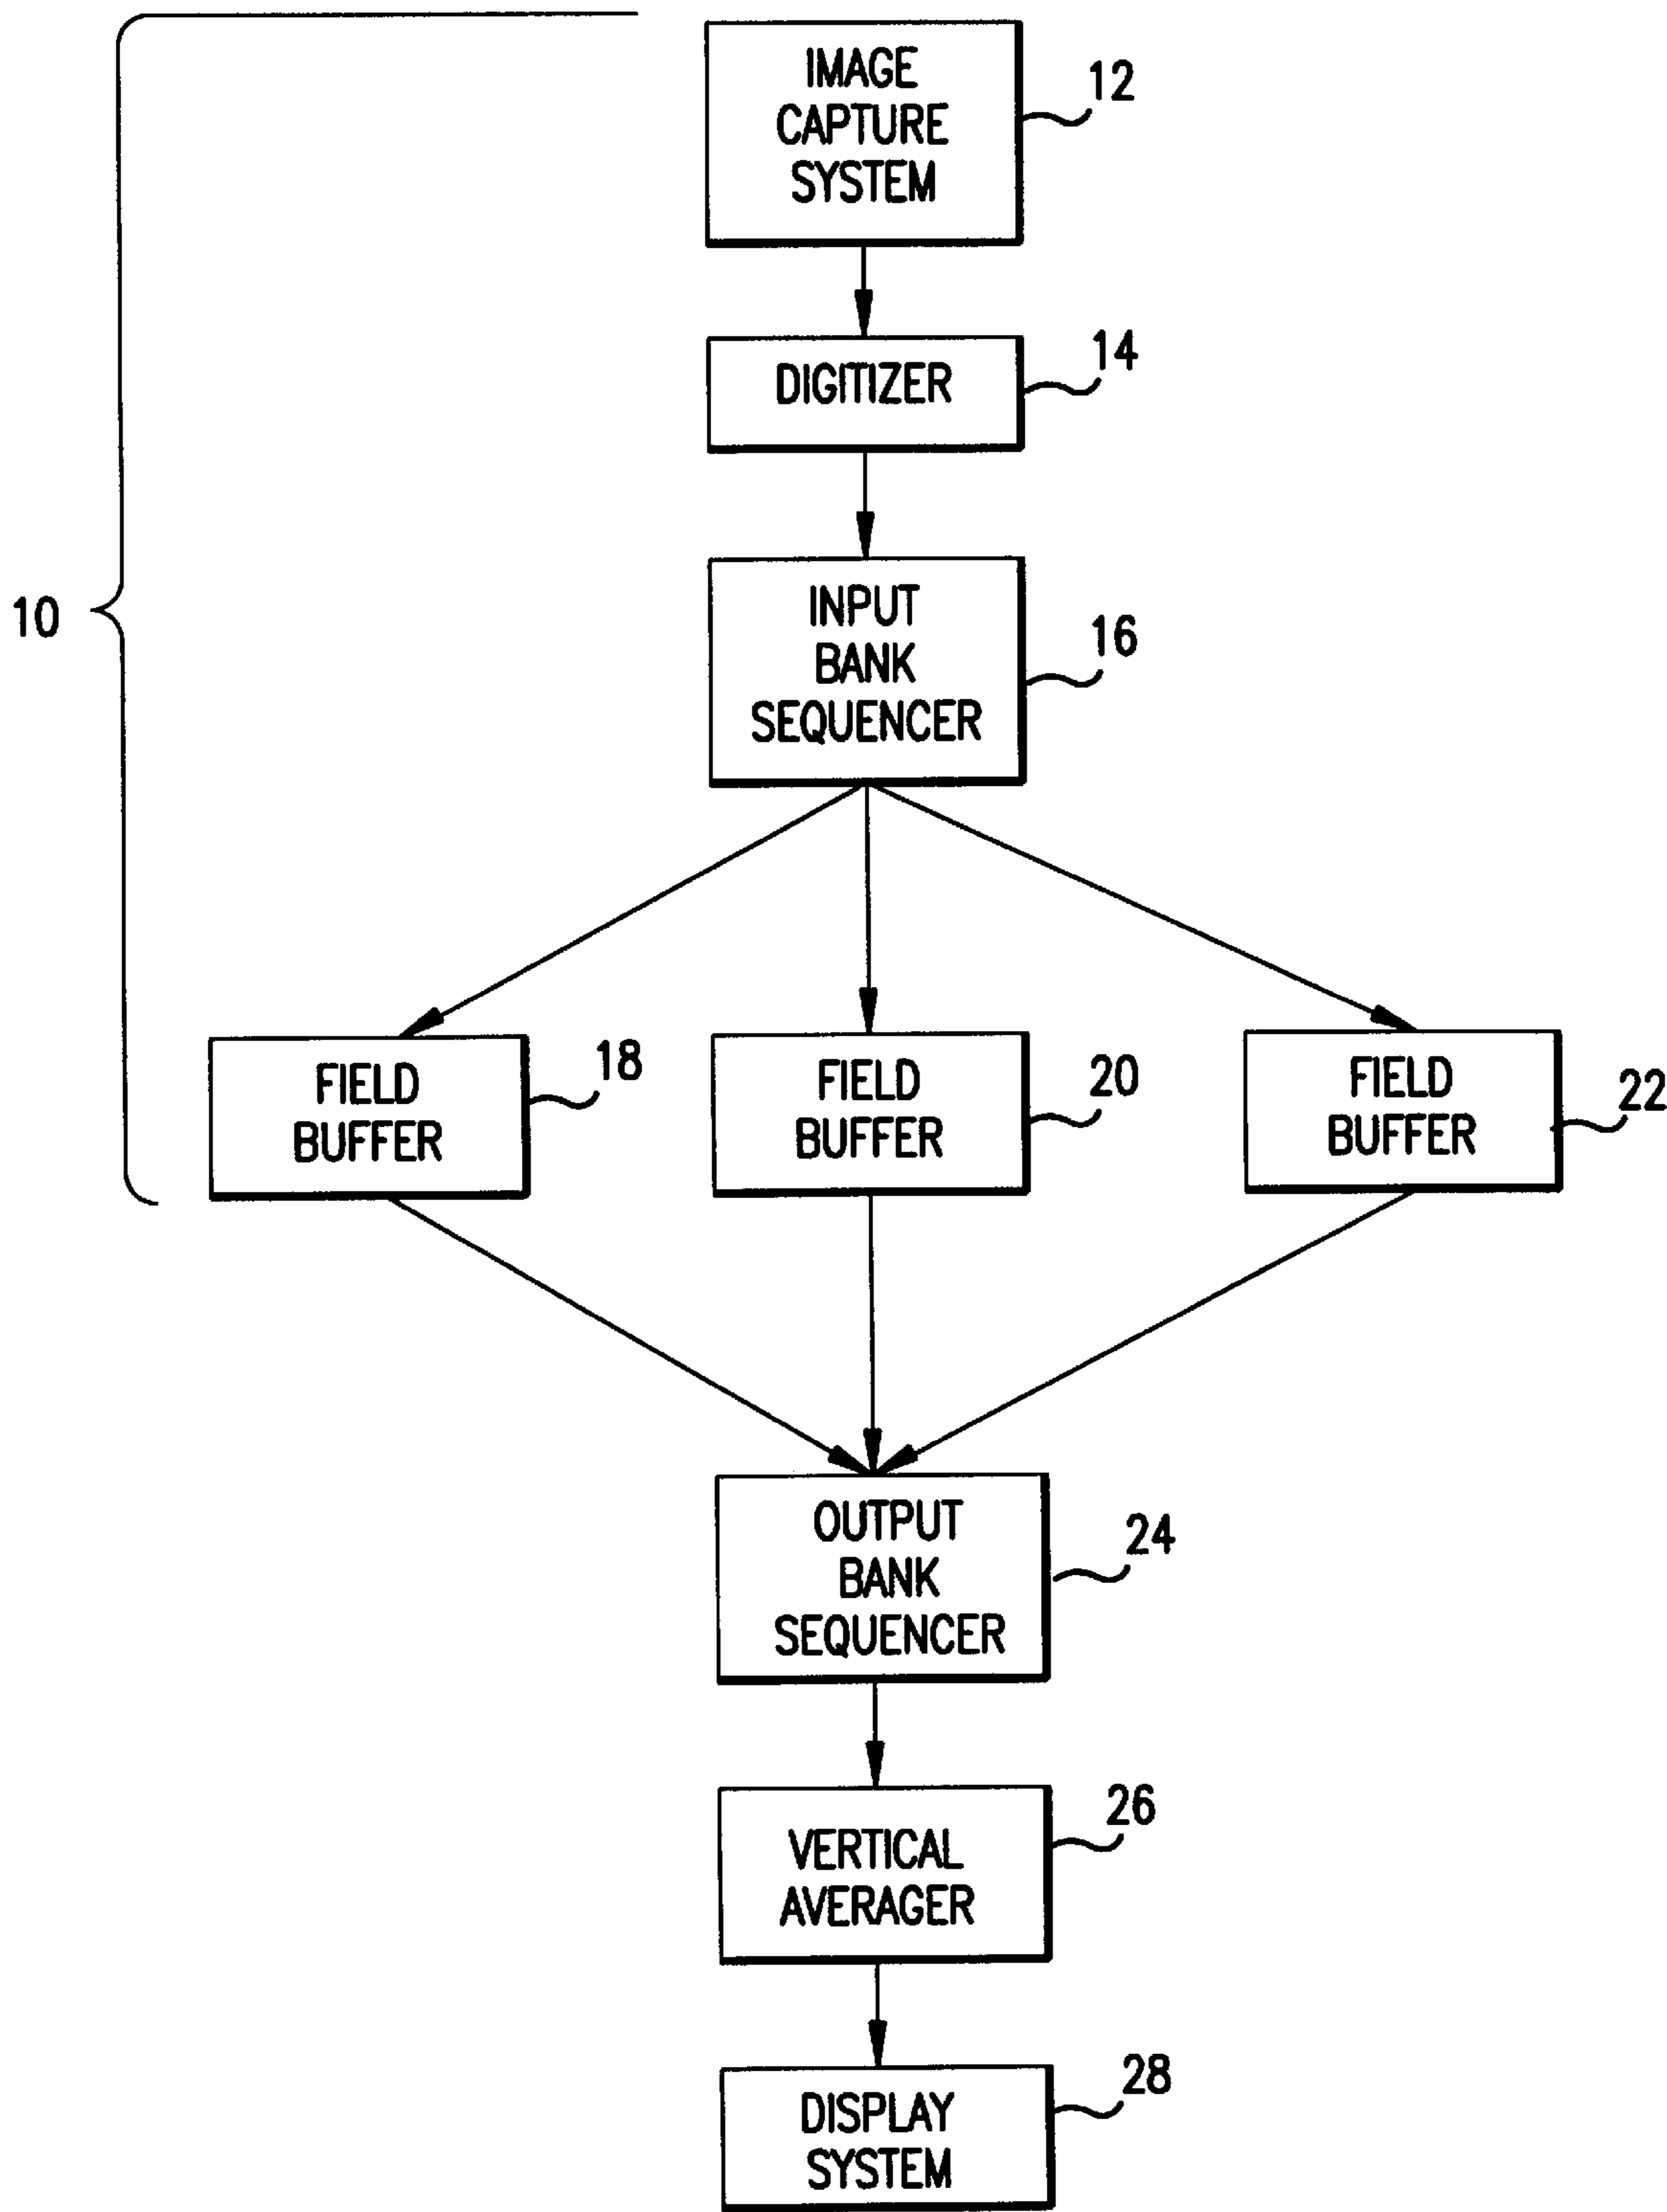 IMAGE
CAPTURE
SYSTEM
12
DIGITIZER
14
INPUT
BANK
SEQUENCER
16
10
FIELD
BUFFER
18
FIELD
BUFFER
20
FIELD
BUFFER
22
OUTPUT
BANK
SEQUENCER
24
VERTICAL
AVERAGER
26
DISPLAY
SYSTEM
28